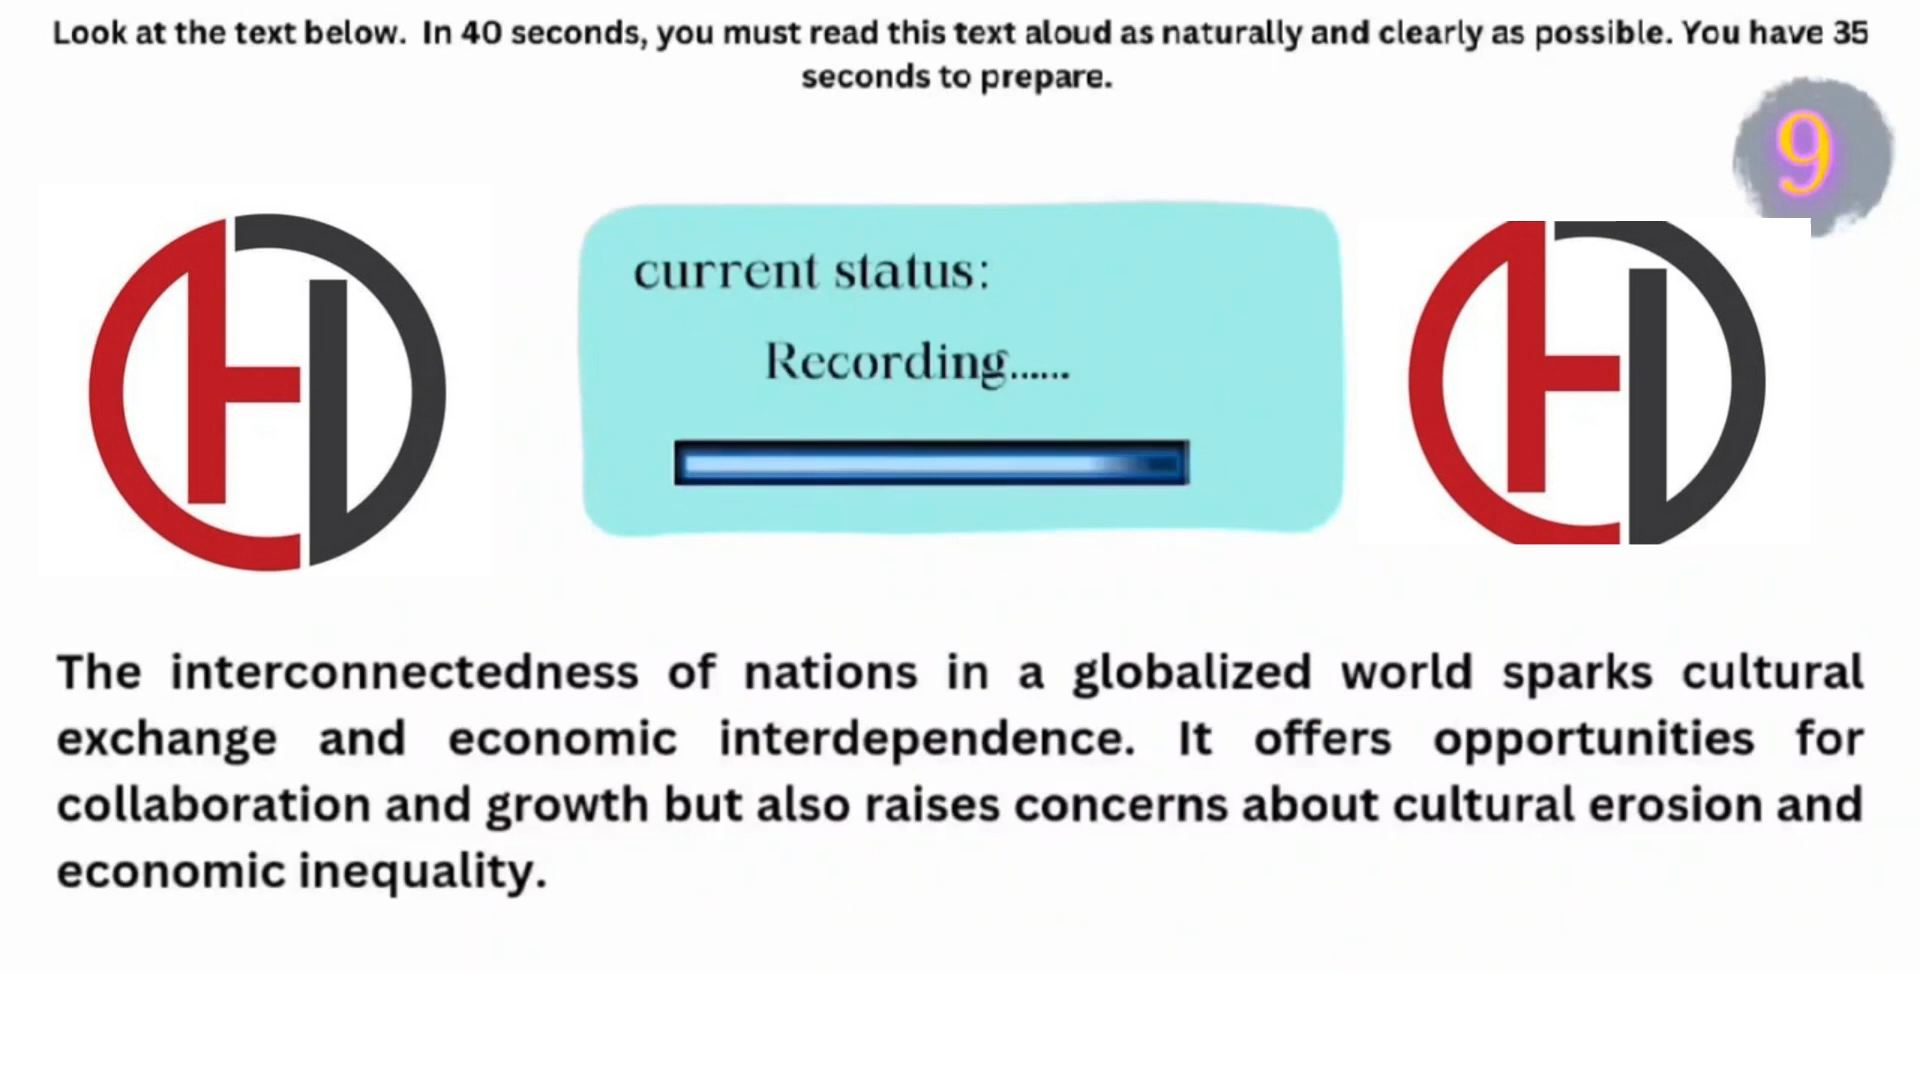 Look at the text below. In 40 seconds, you must read this text aloud as naturally and clearly as possible. You have 35
seconds to prepare.
9
current status:
Recording......
The interconnectedness of nations in a globalized world sparks cultural
exchange and economic interdependence. It offers opportunities for
collaboration and growth but also raises concerns about cultural erosion and
economic inequality.